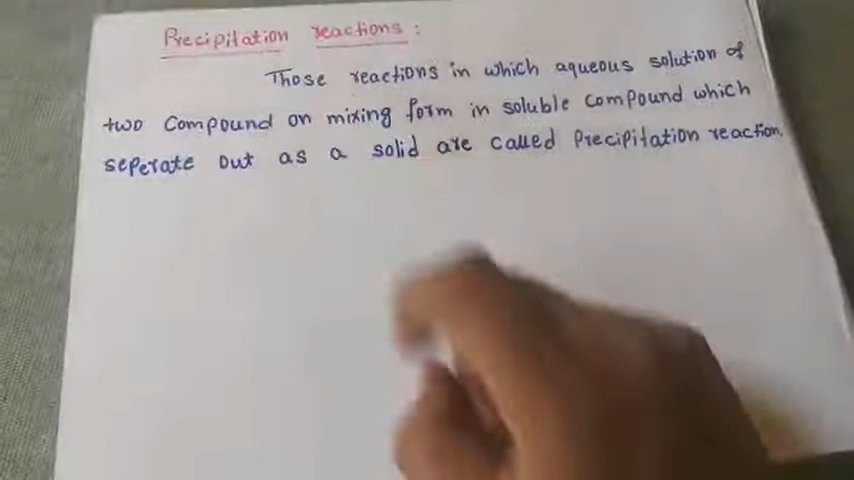 Precipitation reactions :
Those reactions in which aqueous solution of
two compound on mixing form in soluble compound which
seperate out as a solid are called Precipitation reaction.